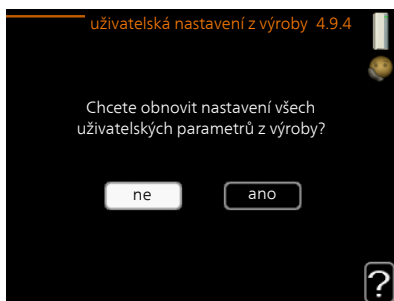 uživatelská nastavení z výroby 4.9.4
Chcete obnovit nastavení všech
uživatelských parametrů z výroby?
ne
ano
?